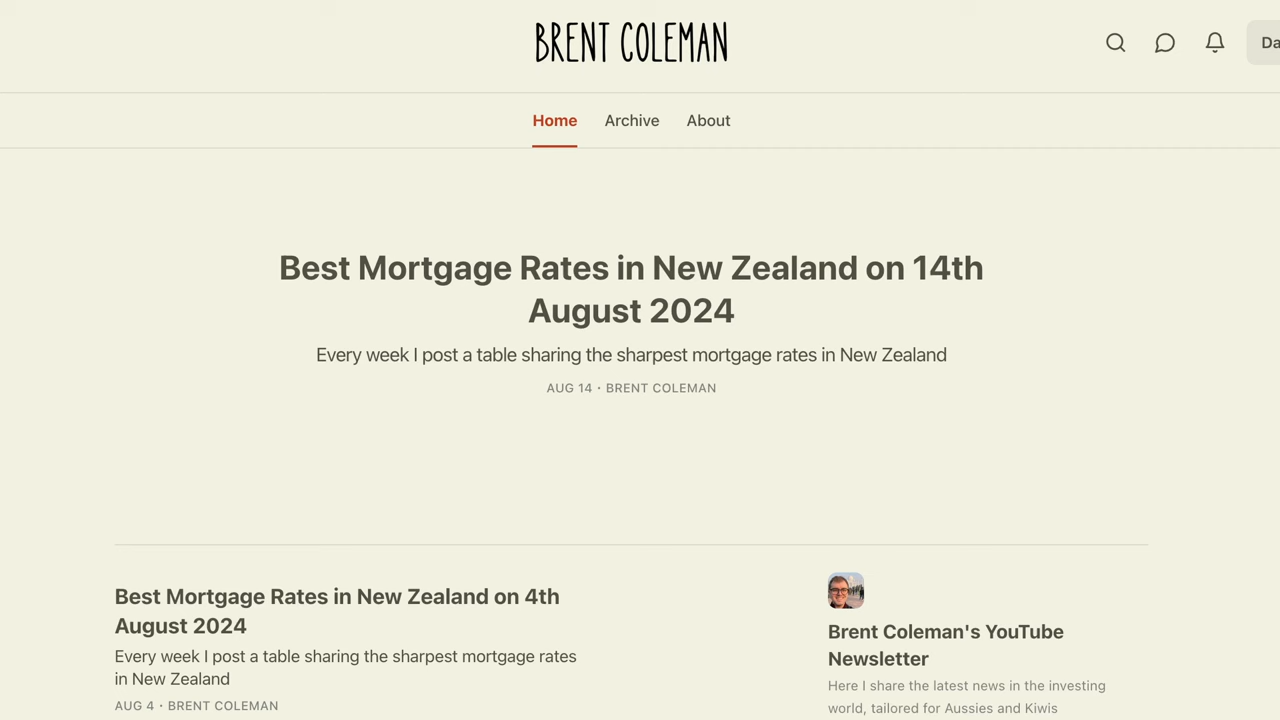 BRENT COLEMAN
Da
Home Archive About
Best Mortgage Rates in New Zealand on 14th
August 2024
Every week I post a table sharing the sharpest mortgage rates in New Zealand
AUG 14 • BRENT COLEMAN
Best Mortgage Rates in New Zealand on 4th
August 2024
Every week I post a table sharing the sharpest mortgage rates
in New Zealand
AUG 4 • BRENT COLEMAN
Brent Coleman's YouTube
Newsletter
Here I share the latest news in the investing
world, tailored for Aussies and Kiwis